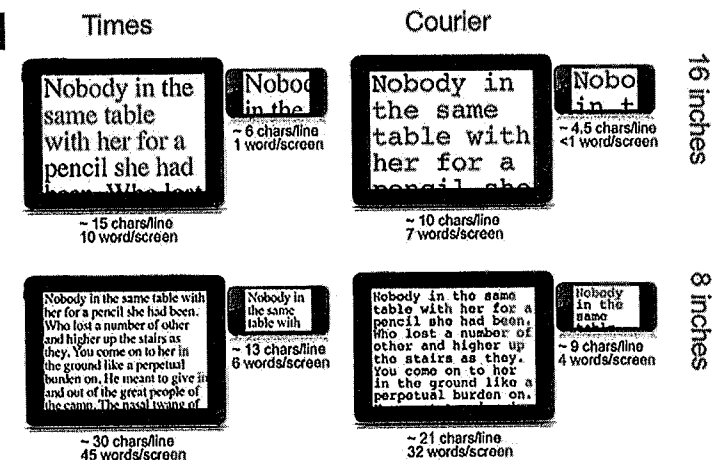 Times
Courier
Nobody in the
same table
with her for a
pencil she had
been. Who lost
Nobod
in the
~ 6 chars/line
1 word/screen
~ 15 chars/line
10 word/screen
Nobody in
the same
table with
her for a
pencil she
Nobo
in t
~ 4.5 chars/line
<1 word/screen
~ 10 chars/line
7 words/screen
16 inches
Nobody in the same table with
her for a pencil she had been.
Who lost a number of other
and higher up the stairs as
they. You come on to her in
the ground like a perpetual
burden on. He meant to give in
and out of the great people of
the camp. The nasal twang of
Nobody in
the same
table with
~ 13 chars/line
6 words/screen
~ 30 chars/line
45 words/screen
Nobody in the same
table with her for a
pencil she had been.
Who lost a number of
other and higher up
the stairs as they.
You come on to her
in the ground like a
perpetual burden on.
Nobody
in the
same
table
~ 9 chars/line
4 words/screen
~ 21 chars/line
32 words/screen
8 inches